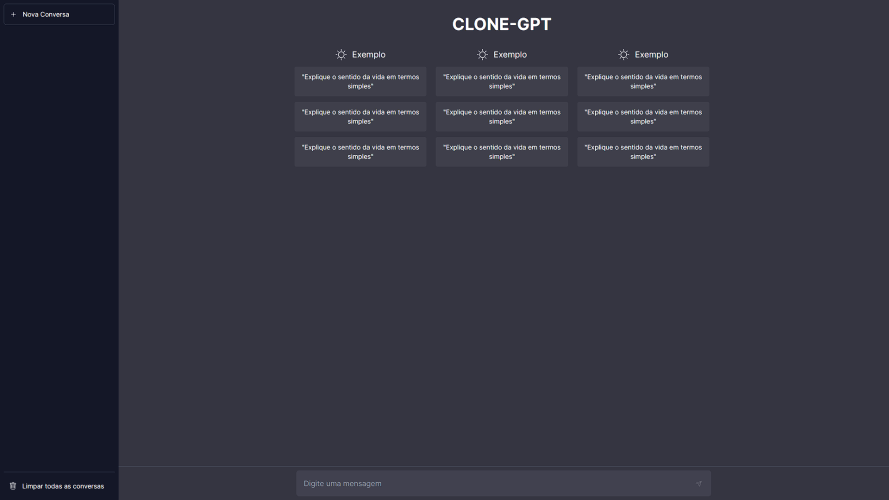 Nova Conversa
CLONE-GPT
Exemplo
"Explique o sentido da vida em termos
simples"
"Explique o sentido da vida em termos
simples"
"Explique o sentido da vida em termos
simples"
Exemplo
"Explique o sentido da vida em termos
simples"
"Explique o sentido da vida em termos
simples"
"Explique o sentido da vida em termos
simples"
Exemplo
"Explique o sentido da vida em termos
simples"
"Explique o sentido da vida em termos
simples"
"Explique o sentido da vida em termos
simples"
Limpar todas as conversas
Digite uma mensagem